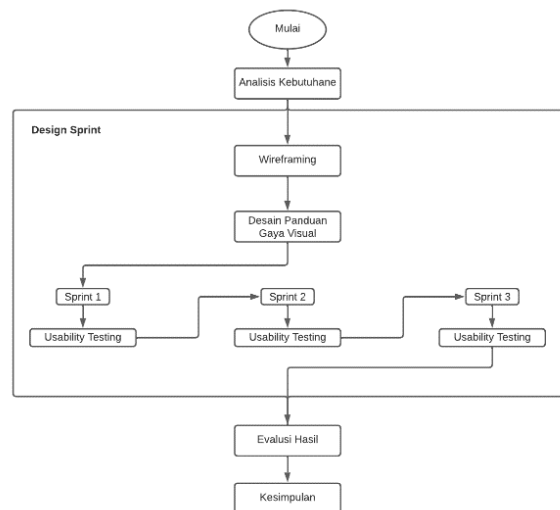 Mulai
Analisis Kebutuhane
Design Sprint
Wireframing
Desain Panduan
Gaya Visual
Sprint 1
Sprint 2
Sprint 3
Usability Testing
Usability Testing
Usability Testing
Evalusi Hasil
Kesimpulan